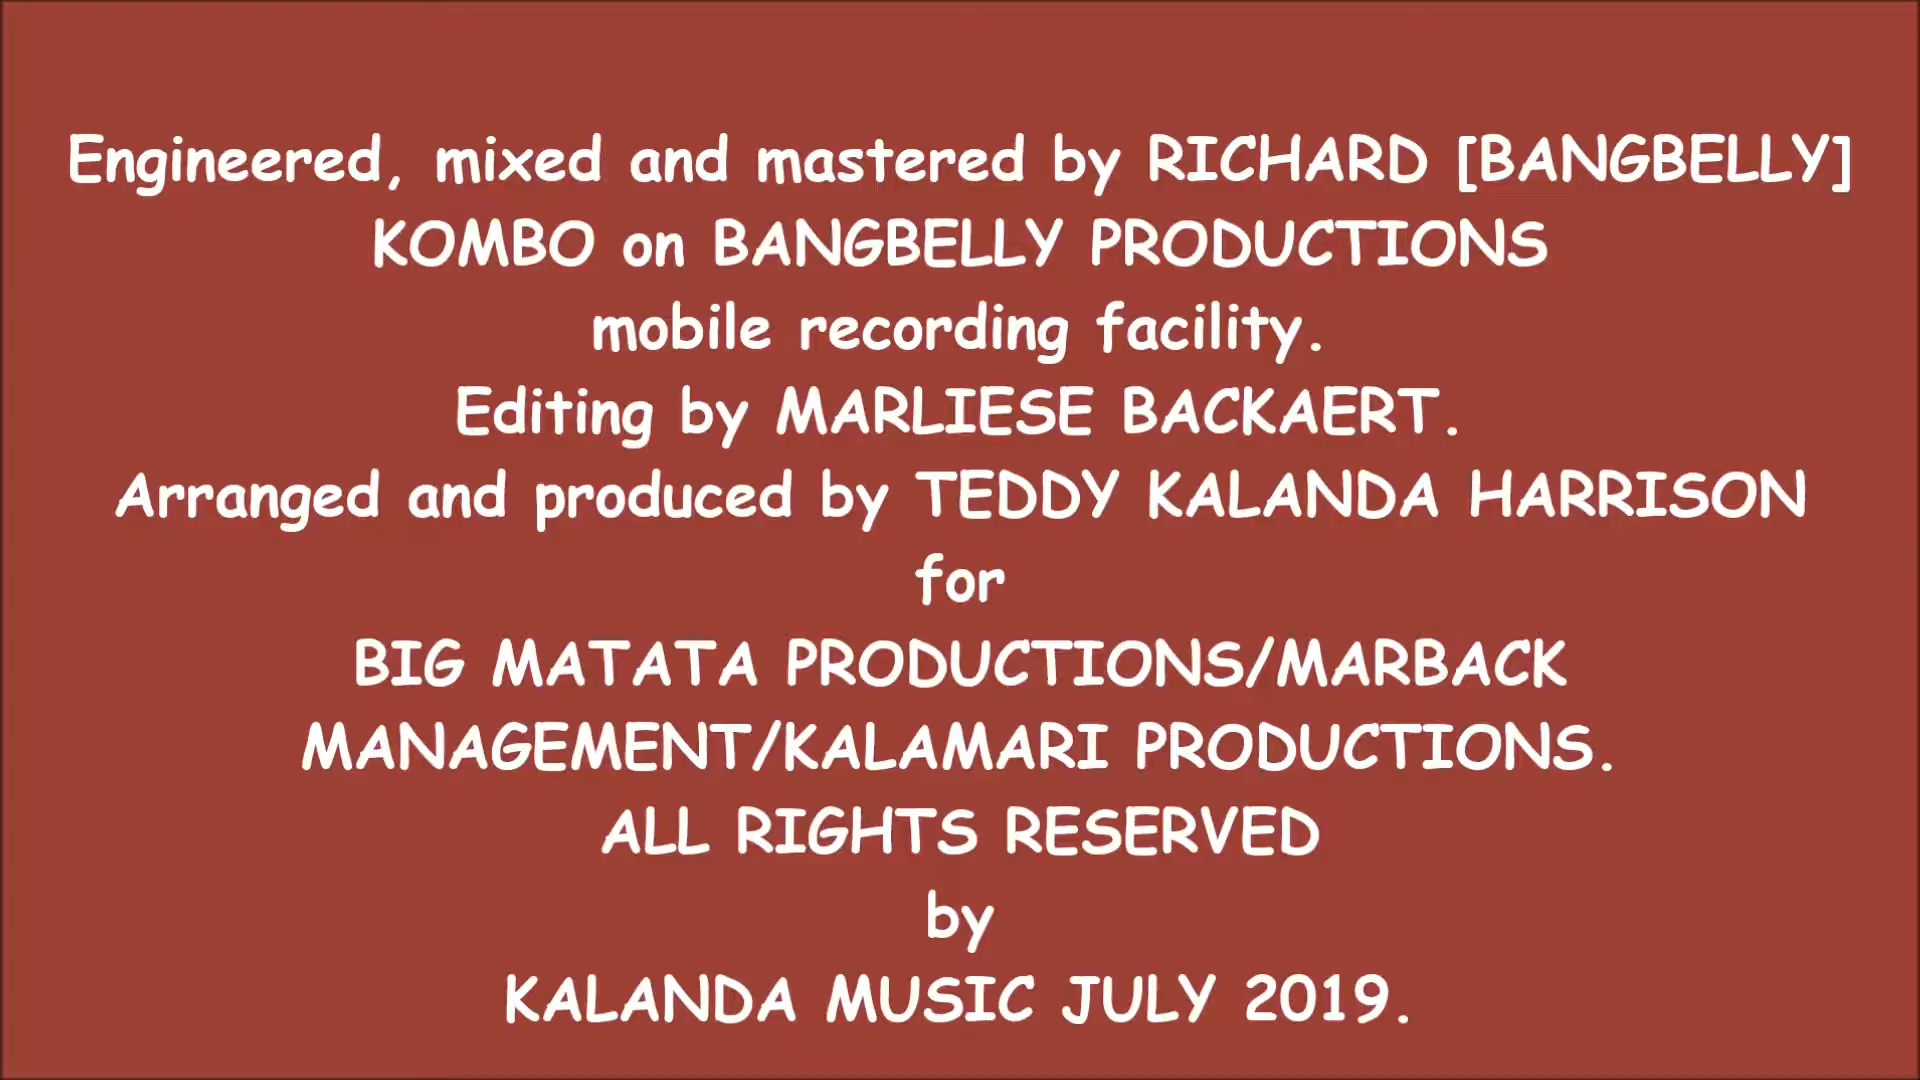 Engineered, mixed and mastered by RICHARD [BANGBELLY]
KOMBO on BANGBELLY PRODUCTIONS
mobile recording facility.
Editing by MARLIESE BACKAERT.
Arranged and produced by TEDDY KALANDA HARRISON
for
BIG MATATA PRODUCTIONS/MARBACK
MANAGEMENT/KALAMARI PRODUCTIONS.
ALL RIGHTS RESERVED
by
KALANDA MUSIC JULY 2019.